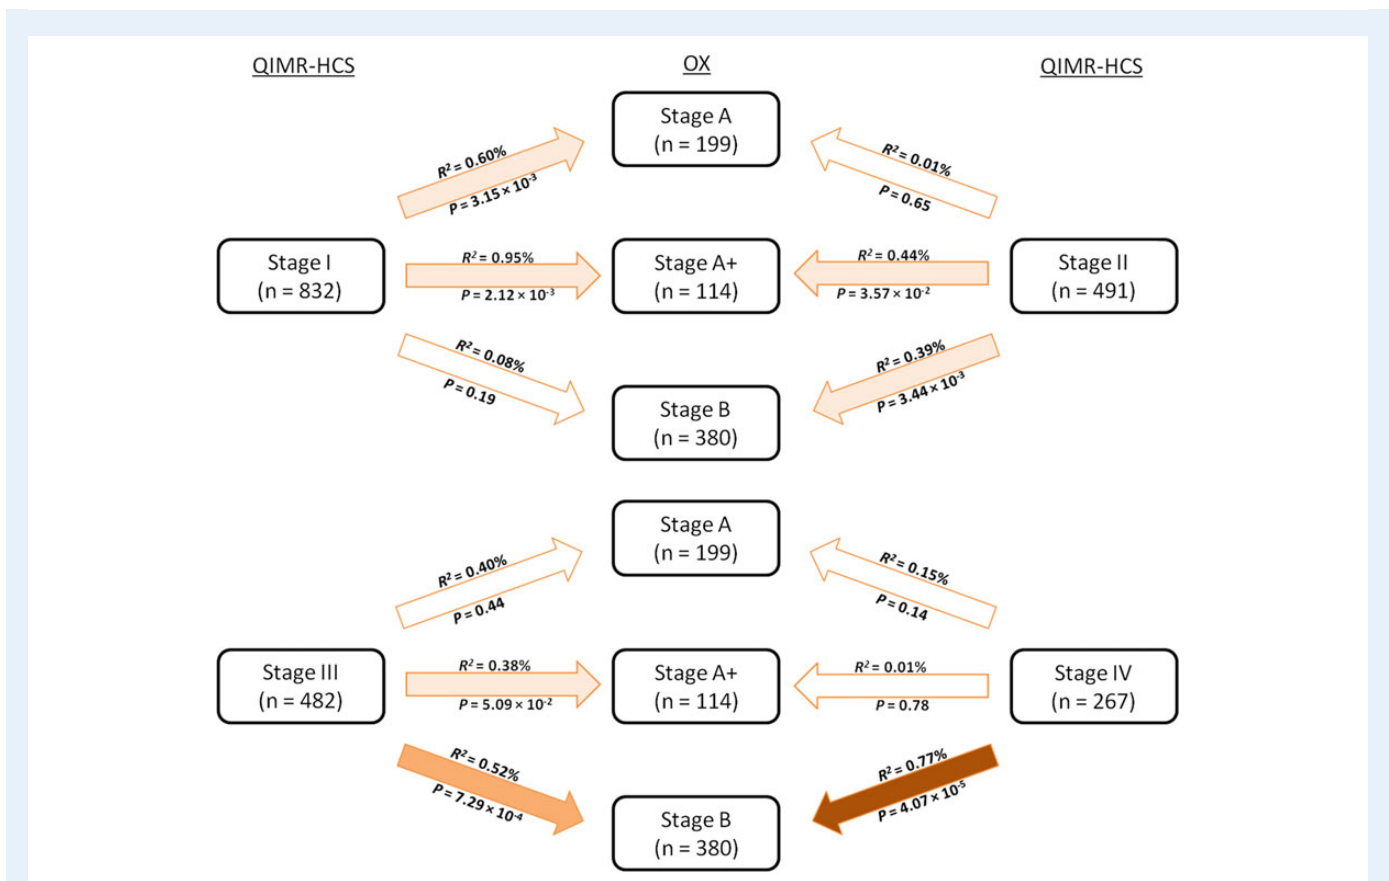 QIMR-HCS
OX
QIMR-HCS
Stage A
(n = 199)
R² = 0.60%
P = 3.15 × 10⁻³
R² = 0.01%
P = 0.65
Stage I
(n = 832)
R² = 0.95%
P = 2.12 × 10⁻³
Stage A+
(n = 114)
R² = 0.44%
P = 3.57 × 10⁻²
Stage II
(n = 491)
R² = 0.08%
P = 0.19
R² = 0.39%
P = 3.44 × 10⁻³
Stage B
(n = 380)
Stage A
(n = 199)
R² = 0.40%
P = 0.44
R² = 0.15%
P = 0.14
Stage III
(n = 482)
R² = 0.38%
P = 5.09 × 10⁻²
Stage A+
(n = 114)
R² = 0.01%
P = 0.78
Stage IV
(n = 267)
R² = 0.52%
P = 7.29 × 10⁻⁴
R² = 0.77%
P = 4.07 × 10⁻⁵
Stage B
(n = 380)